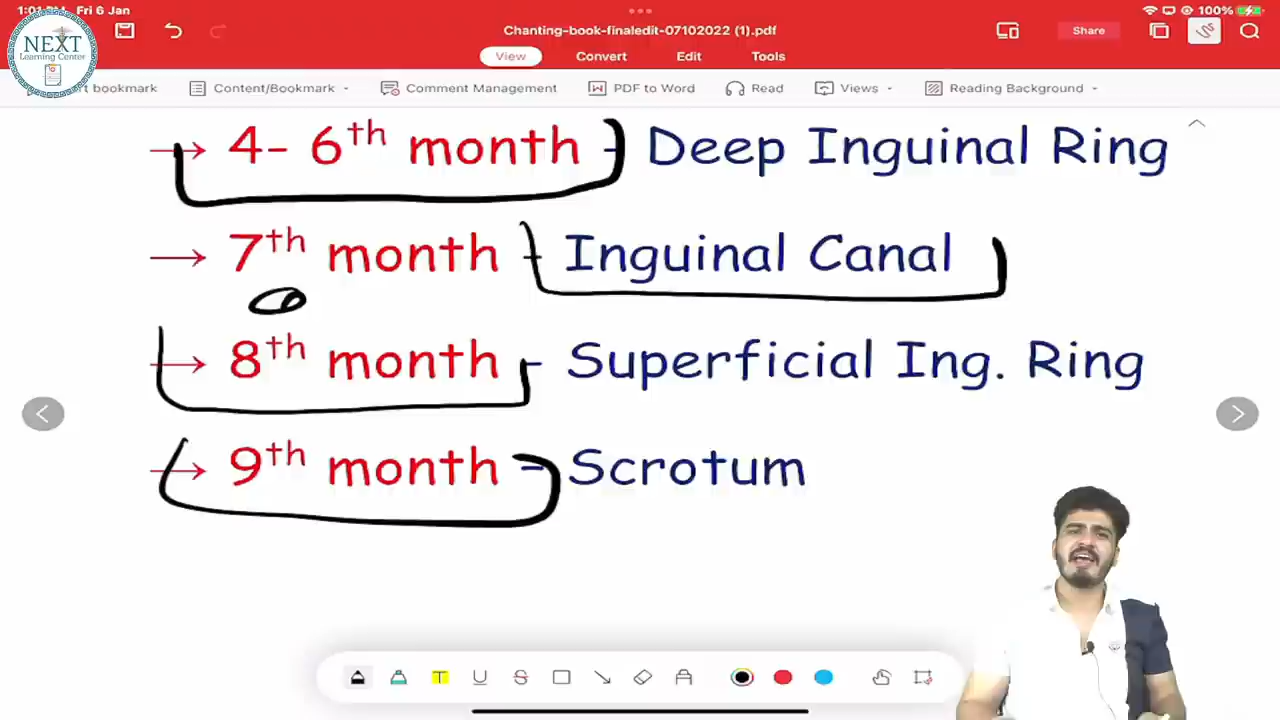 1:01 PM Fri 6 Jan
100%
NEXT
Learning Center
Chanting-book-finaledit-07102022 (1).pdf
Share
View Convert Edit Tools
bookmark Content/Bookmark Comment Management PDF to Word Read Views Reading Background
→ 4- 6th month - Deep Inguinal Ring
→ 7th month - Inguinal Canal
→ 8th month - Superficial Ing. Ring
→ 9th month - Scrotum
T U S